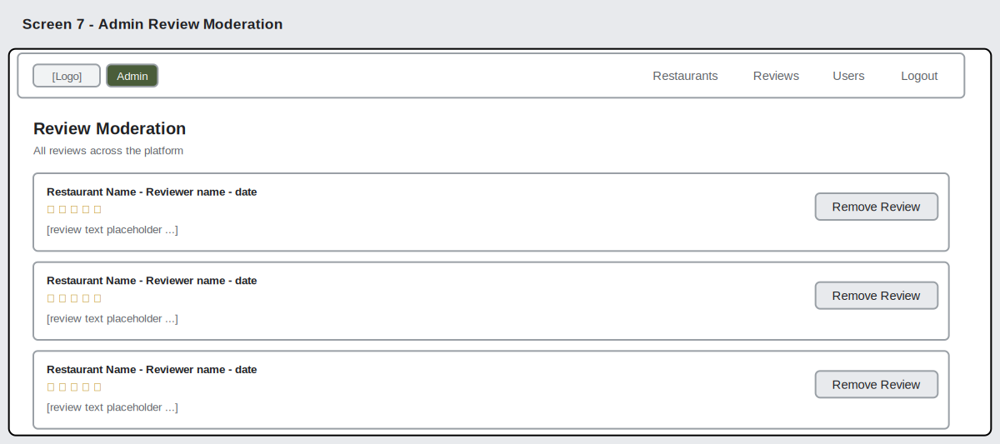 Screen 7 - Admin Review Moderation
[Logo] Admin Restaurants Reviews Users Logout
Review Moderation
All reviews across the platform
Restaurant Name - Reviewer name - date
Remove Review
[review text placeholder ...]
Restaurant Name - Reviewer name - date
Remove Review
[review text placeholder ...]
Restaurant Name - Reviewer name - date
Remove Review
[review text placeholder ...]